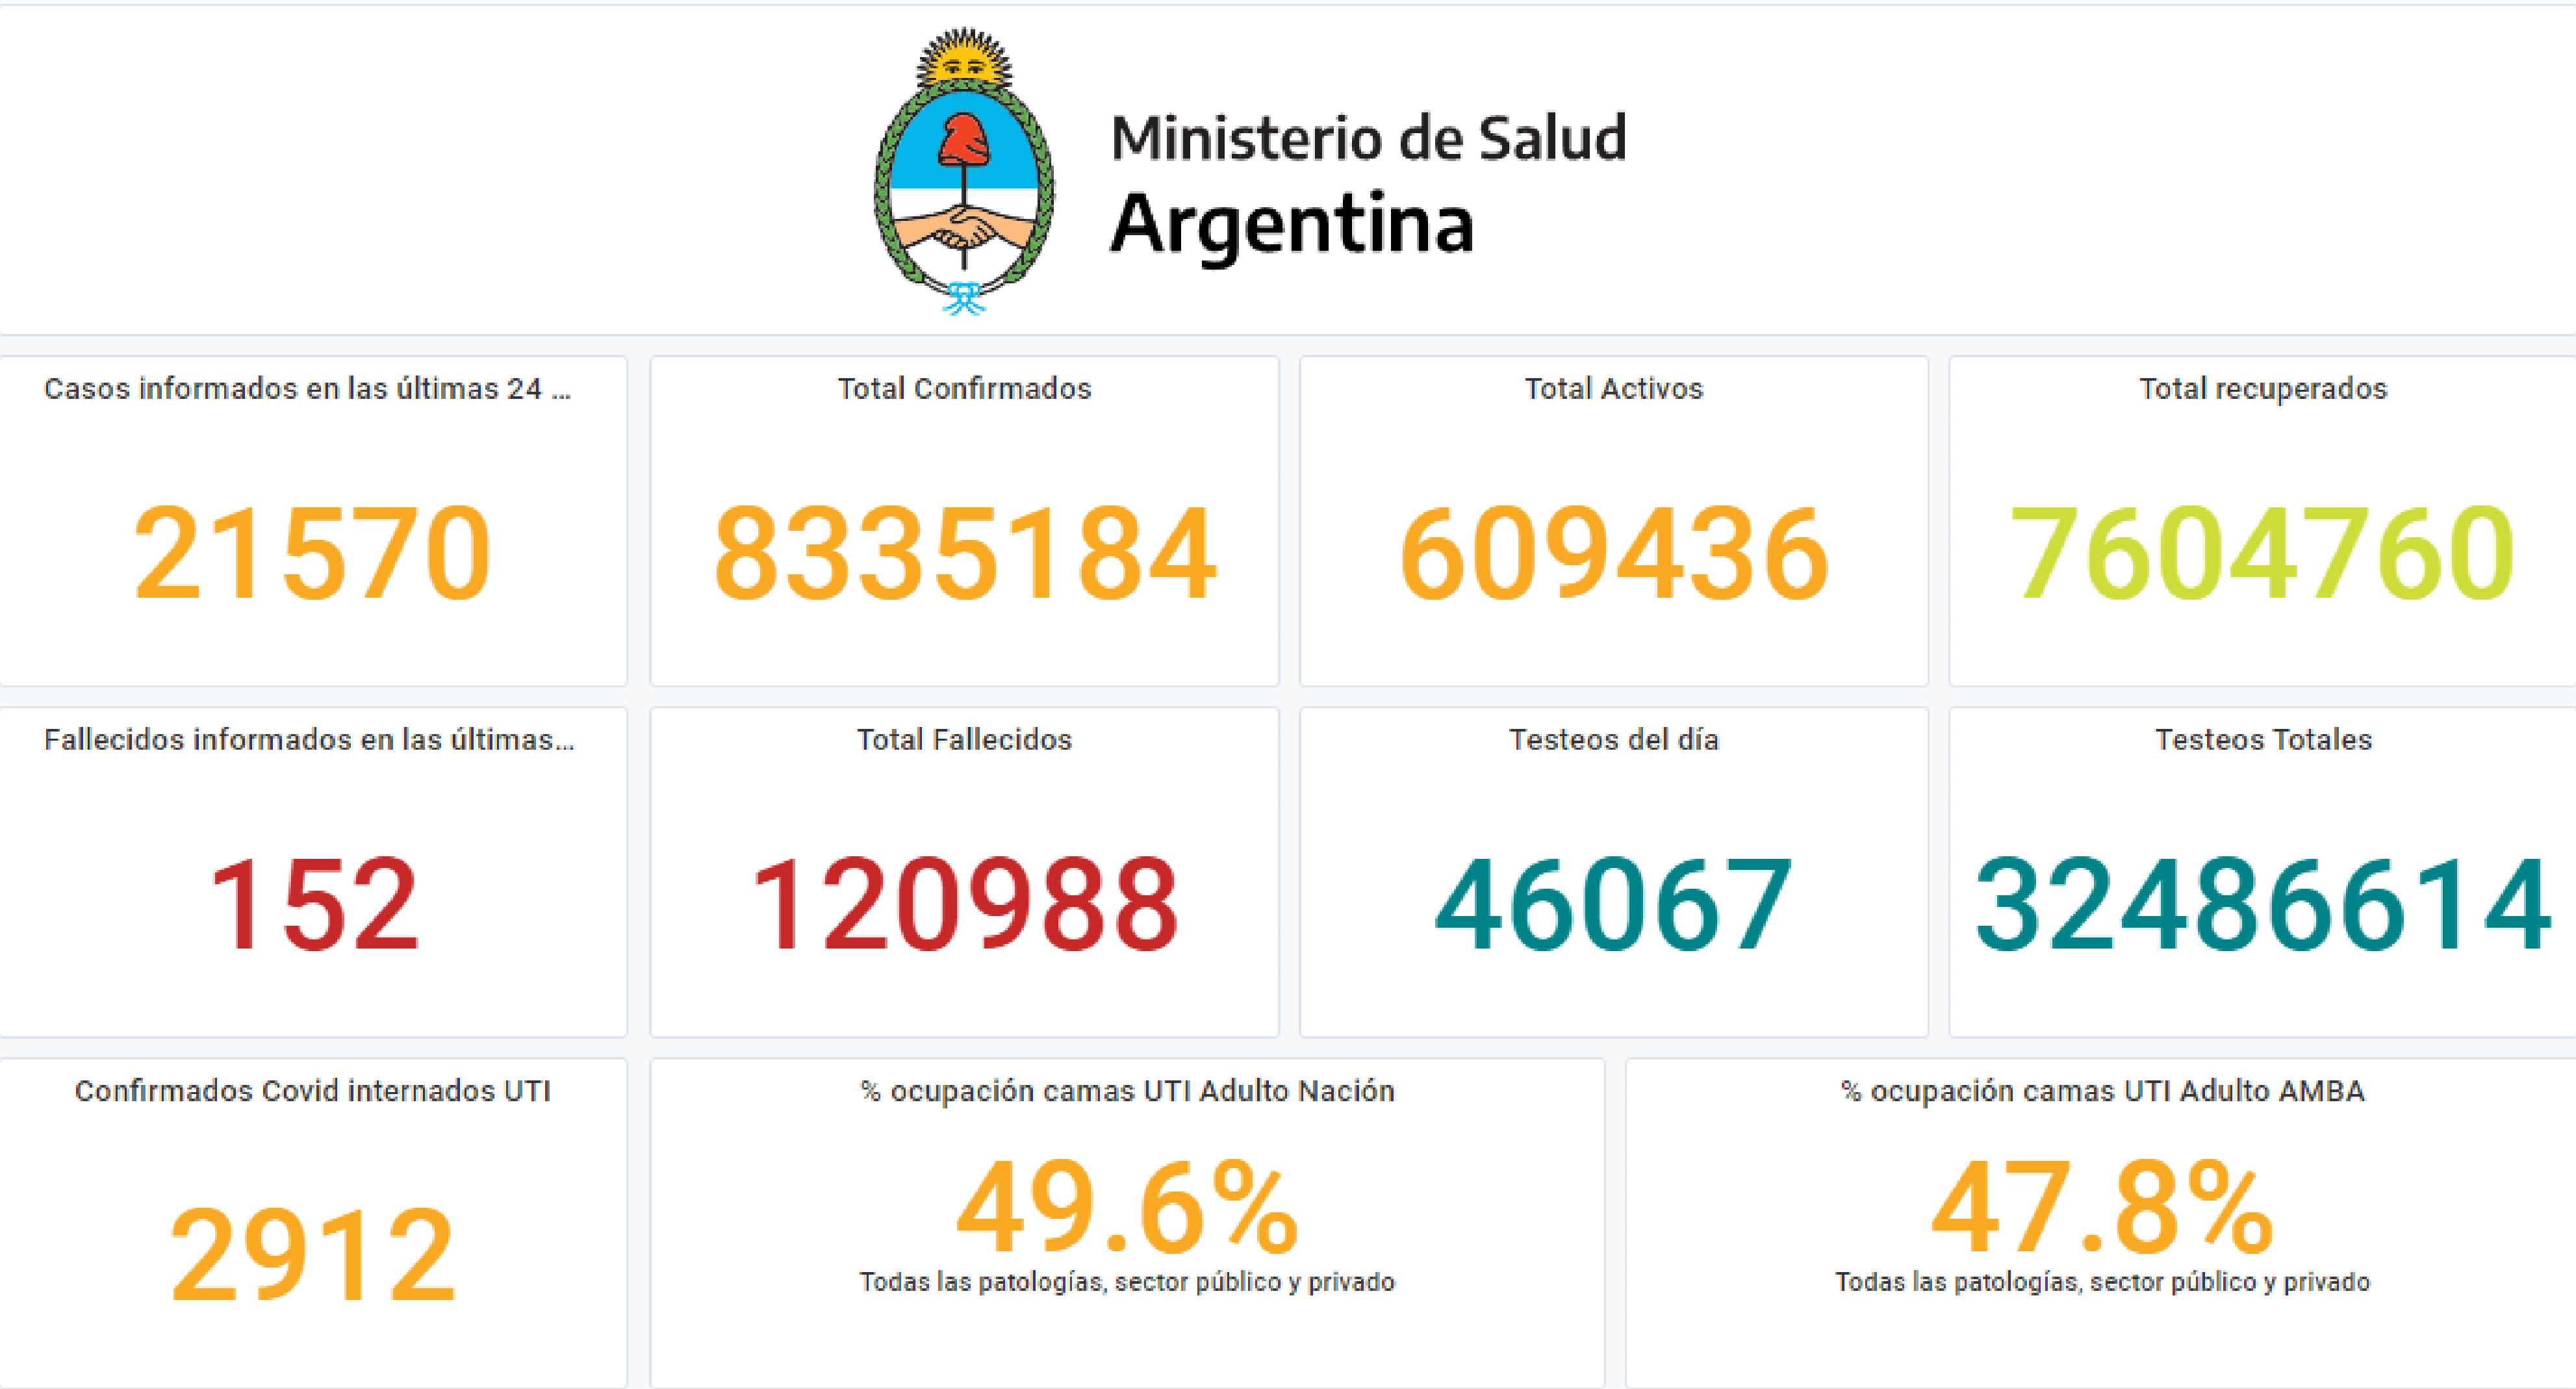 Ministerio de Salud
Argentina
Casos informados en las últimas 24 ...
21570
Total Confirmados
8335184
Total Activos
609436
Total recuperados
7604760
Fallecidos informados en las últimas...
152
Total Fallecidos
120988
Testeos del día
46067
Testeos Totales
32486614
Confirmados Covid internados UTI
2912
% ocupación camas UTI Adulto Nación
49.6%
Todas las patologías, sector público y privado
% ocupación camas UTI Adulto AMBA
47.8%
Todas las patologías, sector público y privado